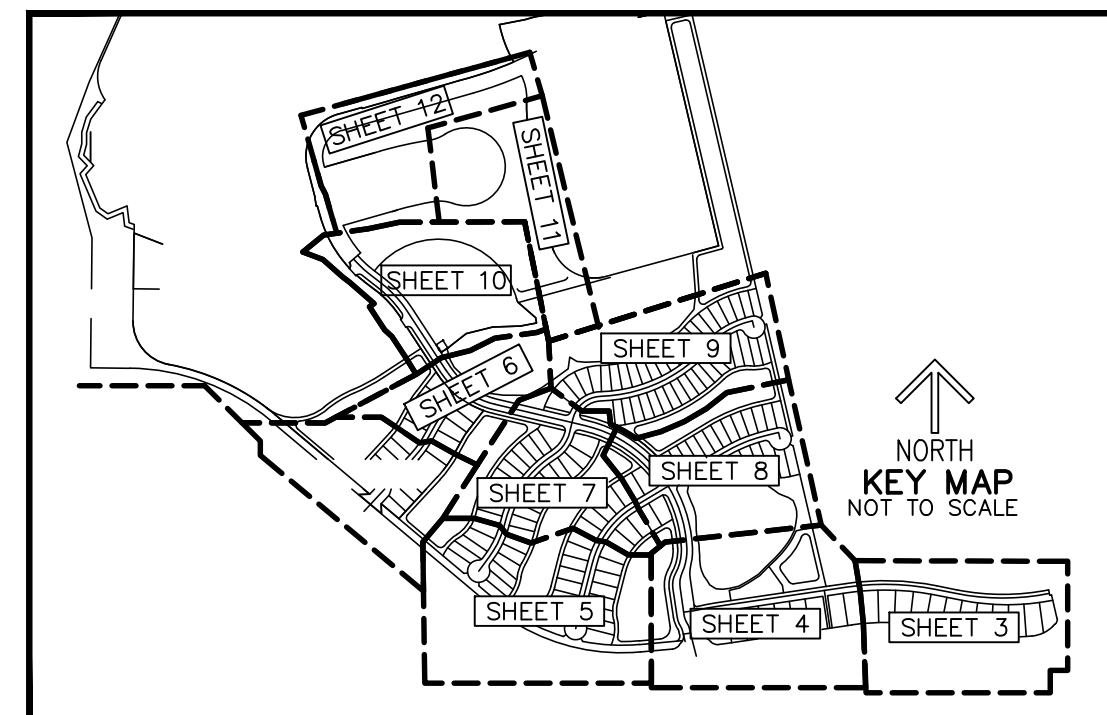 SHEET 12
SHEET 11
SHEET 10
SHEET 9
SHEET 6
NORTH
KEY MAP
NOT TO SCALE
SHEET 8
SHEET 7
SHEET 5
SHEET 4
SHEET 3